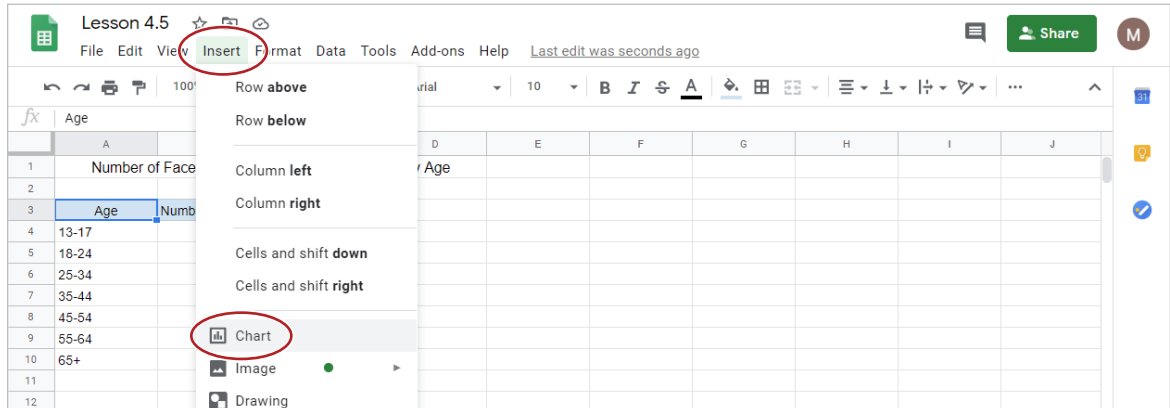 Lesson 4.5
File Edit View Insert Format Data Tools Add-ons Help Last edit was seconds ago
Share
M
100
rial 10 B I S A
31
fx Age
A D E F G H I J
1 Number of Face y Age
2
3 Age Numb
4 13-17
5 18-24
6 25-34
7 35-44
8 45-54
9 55-64
10 65+
11
12
Row above
Row below
Column left
Column right
Cells and shift down
Cells and shift right
Chart
Image
Drawing